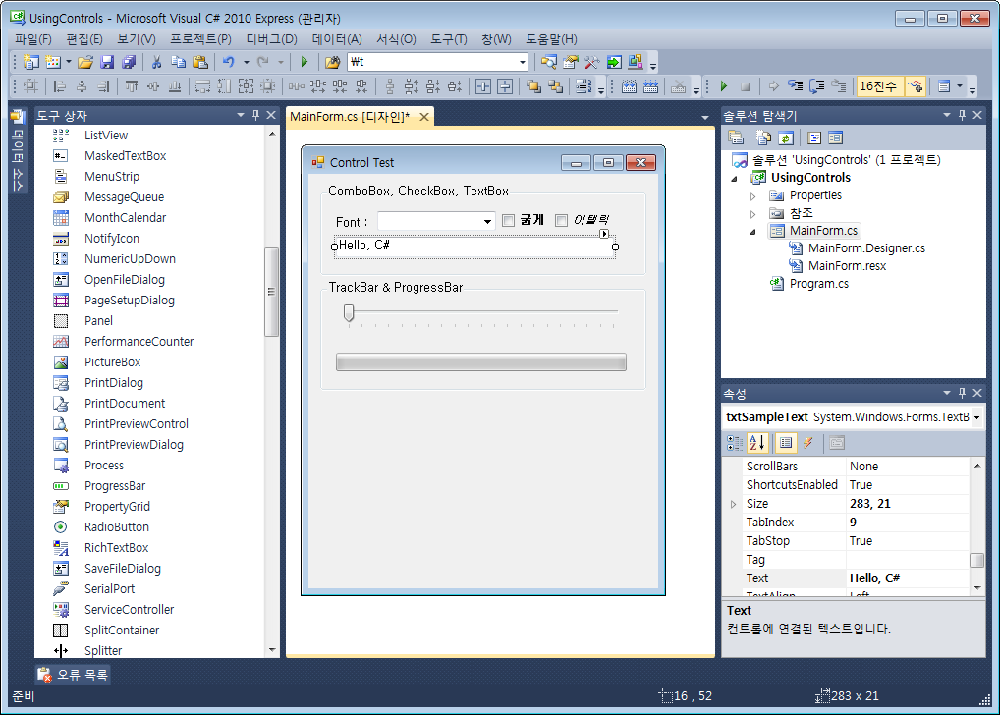 UsingControls - Microsoft Visual C# 2010 Express (관리자)
파일(F) 편집(E) 보기(V) 프로젝트(P) 디버그(D) 데이터(A) 서식(O) 도구(T) 창(W) 도움말(H)
₩t
16진수
데이터 소스
도구 상자
ListView
MaskedTextBox
MenuStrip
MessageQueue
MonthCalendar
NotifyIcon
NumericUpDown
OpenFileDialog
PageSetupDialog
Panel
PerformanceCounter
PictureBox
PrintDialog
PrintDocument
PrintPreviewControl
PrintPreviewDialog
Process
ProgressBar
PropertyGrid
RadioButton
RichTextBox
SaveFileDialog
SerialPort
ServiceController
SplitContainer
Splitter
MainForm.cs [디자인]*
Control Test
ComboBox, CheckBox, TextBox
Font : 굵게 이탤릭
Hello, C#
TrackBar & ProgressBar
솔루션 탐색기
솔루션 'UsingControls' (1 프로젝트)
UsingControls
Properties
참조
MainForm.cs
MainForm.Designer.cs
MainForm.resx
Program.cs
속성
txtSampleText System.Windows.Forms.TextB
ScrollBars None
ShortcutsEnabled True
Size 283, 21
TabIndex 9
TabStop True
Tag
Text Hello, C#
TextAlign Left
Text
컨트롤에 연결된 텍스트입니다.
오류 목록
준비 16 , 52 283 x 21